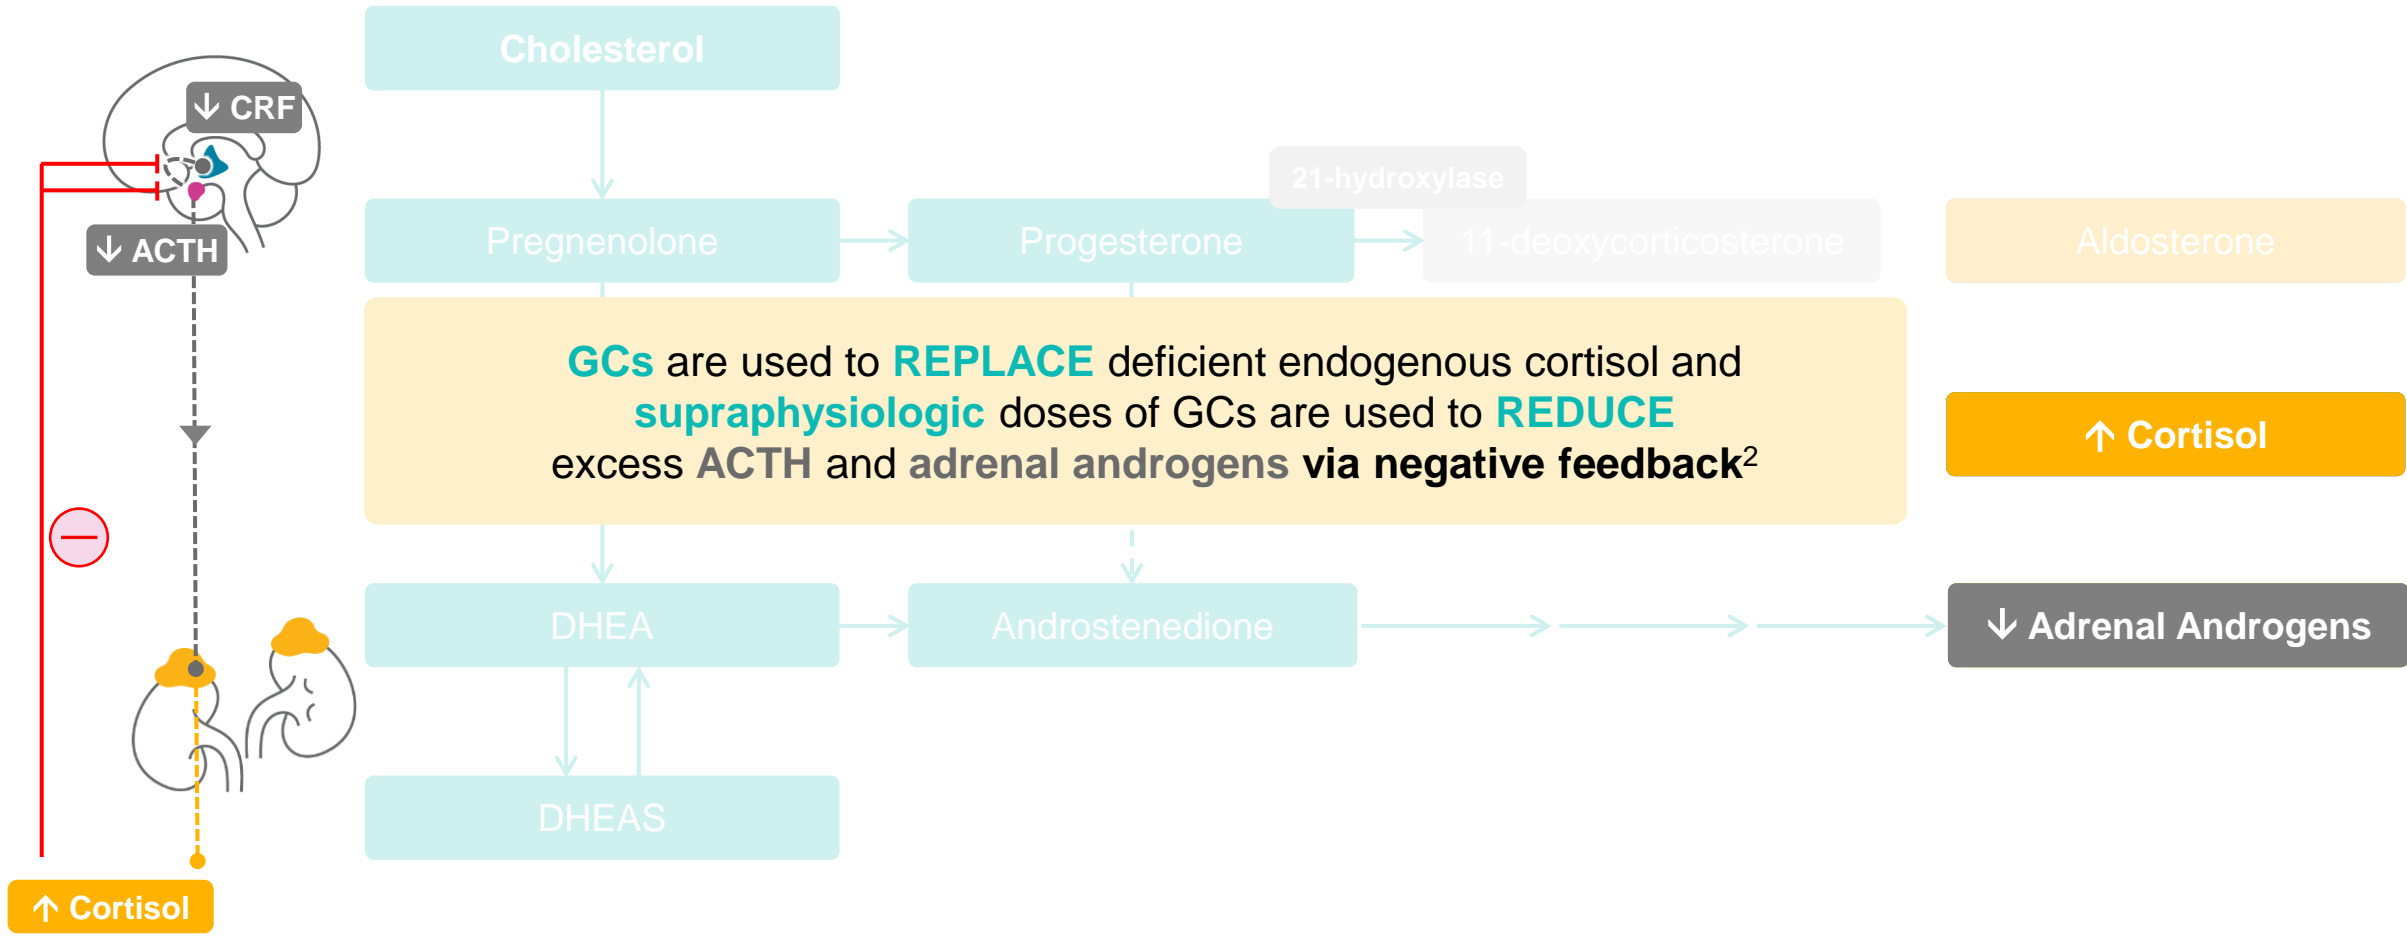 Cholesterol
↓ CRF
21-hydroxylase
Pregnenolone
Progesterone
11-deoxycorticosterone
Aldosterone
↓ ACTH
GCs are used to REPLACE deficient endogenous cortisol and
supraphysiologic doses of GCs are used to REDUCE
excess ACTH and adrenal androgens via negative feedback²
↑ Cortisol
DHEA
Androstenedione
↓ Adrenal Androgens
DHEAS
↑ Cortisol